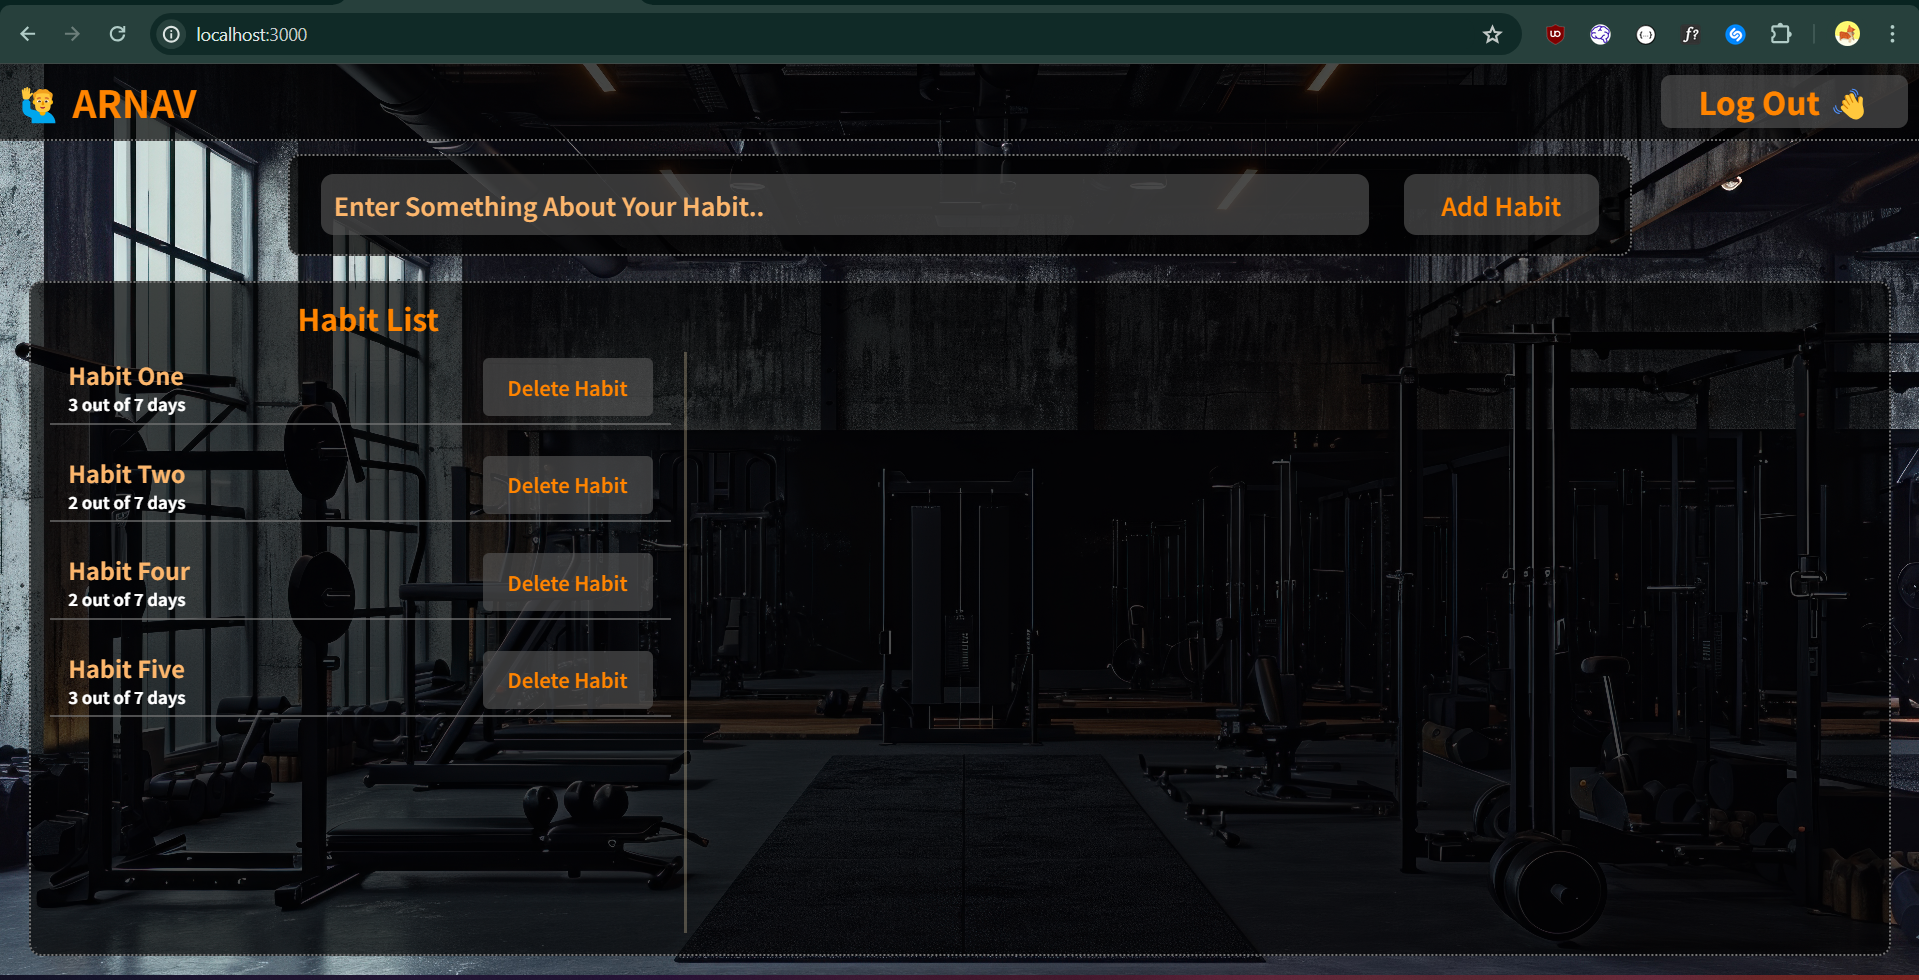 localhost:3000
ARNAV
Log Out
Enter Something About Your Habit..
Add Habit
Habit List
Habit One
3 out of 7 days
Delete Habit
Habit Two
2 out of 7 days
Delete Habit
Habit Four
2 out of 7 days
Delete Habit
Habit Five
3 out of 7 days
Delete Habit